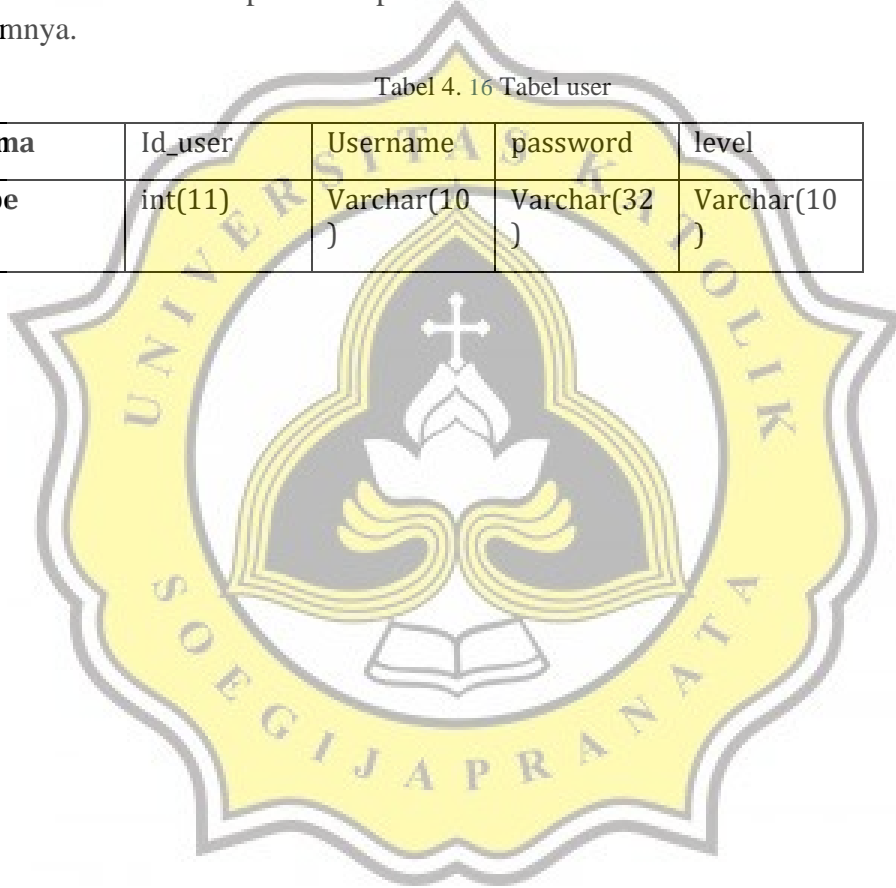 mnya.
Tabel 4. 16 Tabel user
ma Id_user Username password level
e int(11) Varchar(10 Varchar(32 Varchar(10
) ) )
UNIVERSITAS KATOLIK
SOEGIJAPRANATA